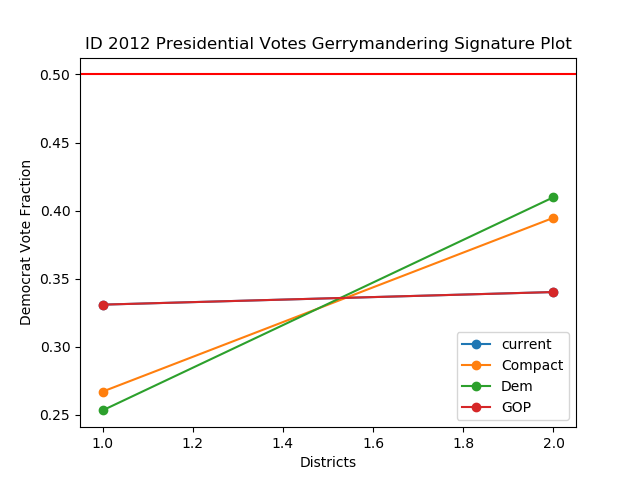 ID 2012 Presidential Votes Gerrymandering Signature Plot
0.50
0.45
0.40
0.35
0.30
0.25
Democrat Vote Fraction
current
Compact
Dem
GOP
1.0 1.2 1.4 1.6 1.8 2.0
Districts